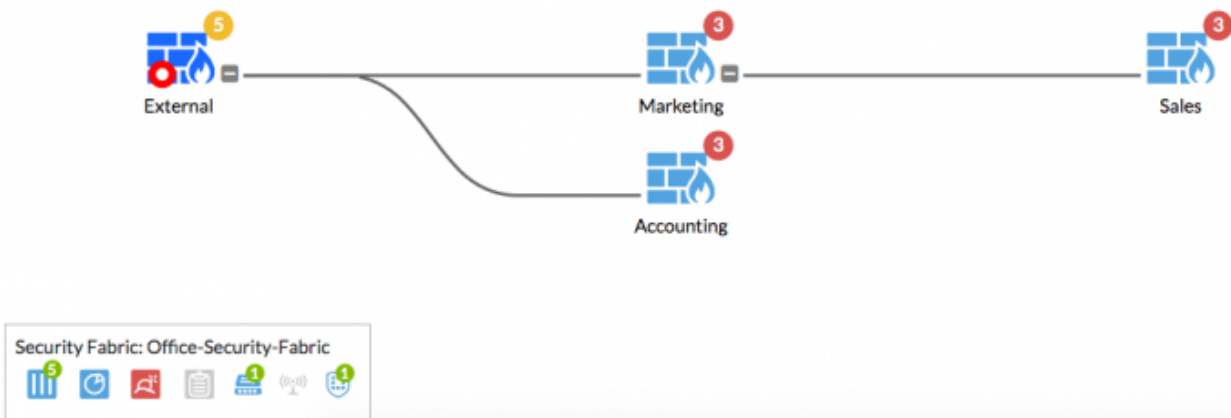 5
3
3
External
Marketing
Sales
3
Accounting
Security Fabric: Office-Security-Fabric
5
1
1